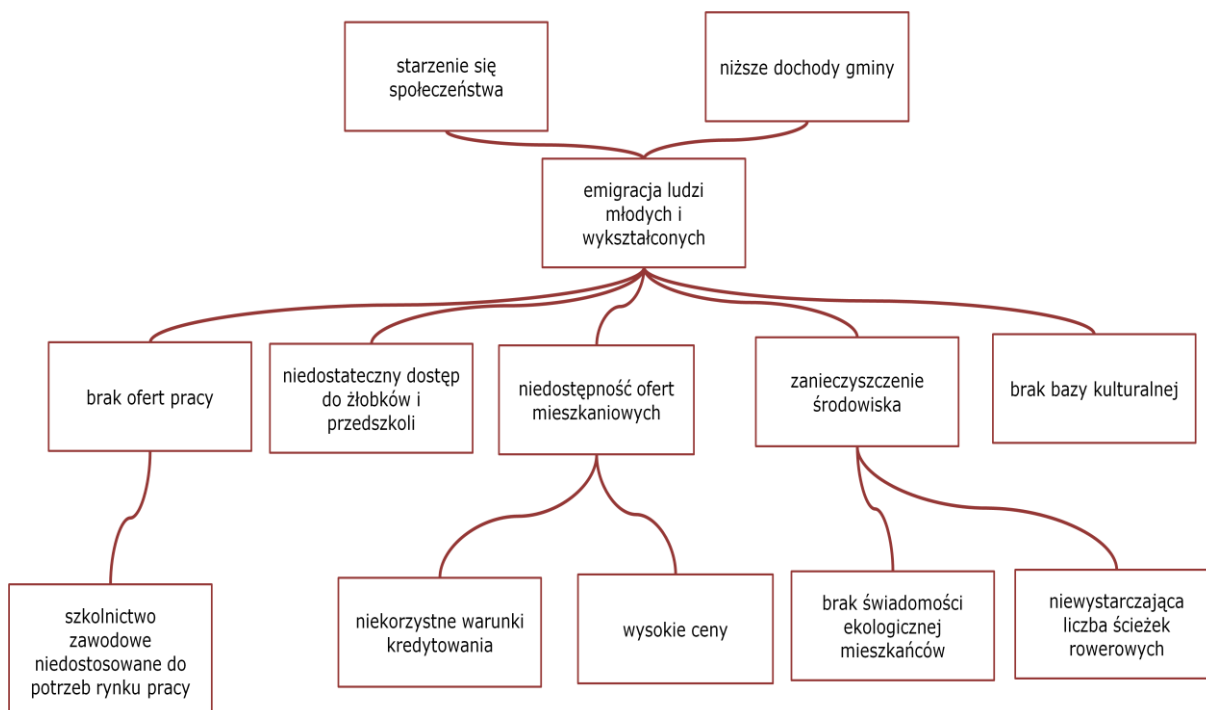 starzenie się
społeczeństwa
niższe dochody gminy
emigracja ludzi
młodych i
wykształconych
brak ofert pracy
niedostateczny dostęp
do żłobków i
przedszkoli
niedostępność ofert
mieszkaniowych
zanieczyszczenie
środowiska
brak bazy kulturalnej
szkolnictwo
zawodowe
niedostosowane do
potrzeb rynku pracy
niekorzystne warunki
kredytowania
wysokie ceny
brak świadomości
ekologicznej
mieszkańców
niewystarczająca
liczba ścieżek
rowerowych